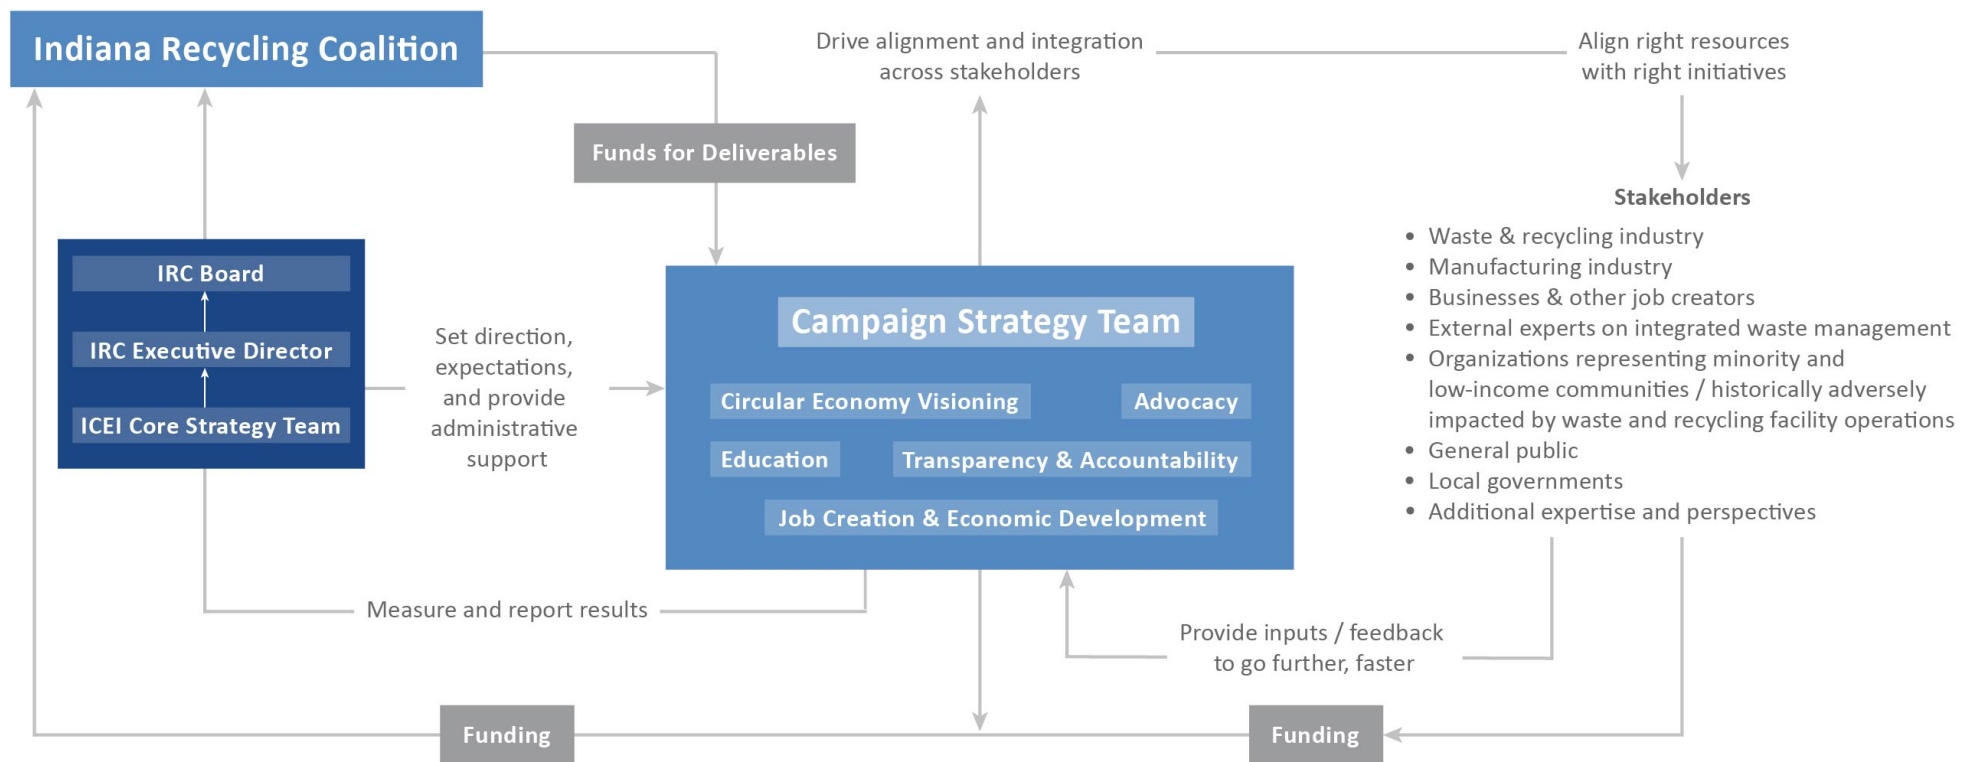 Indiana Recycling Coalition
Drive alignment and integration
across stakeholders
Align right resources
with right initiatives
Funds for Deliverables
IRC Board
IRC Executive Director
ICEI Core Strategy Team
Set direction,
expectations,
and provide
administrative
support
Campaign Strategy Team
Circular Economy Visioning
Advocacy
Education
Transparency & Accountability
Job Creation & Economic Development
Stakeholders
• Waste & recycling industry
• Manufacturing industry
• Businesses & other job creators
• External experts on integrated waste management
• Organizations representing minority and
low-income communities / historically adversely
impacted by waste and recycling facility operations
• General public
• Local governments
• Additional expertise and perspectives
Measure and report results
Provide inputs / feedback
to go further, faster
Funding
Funding